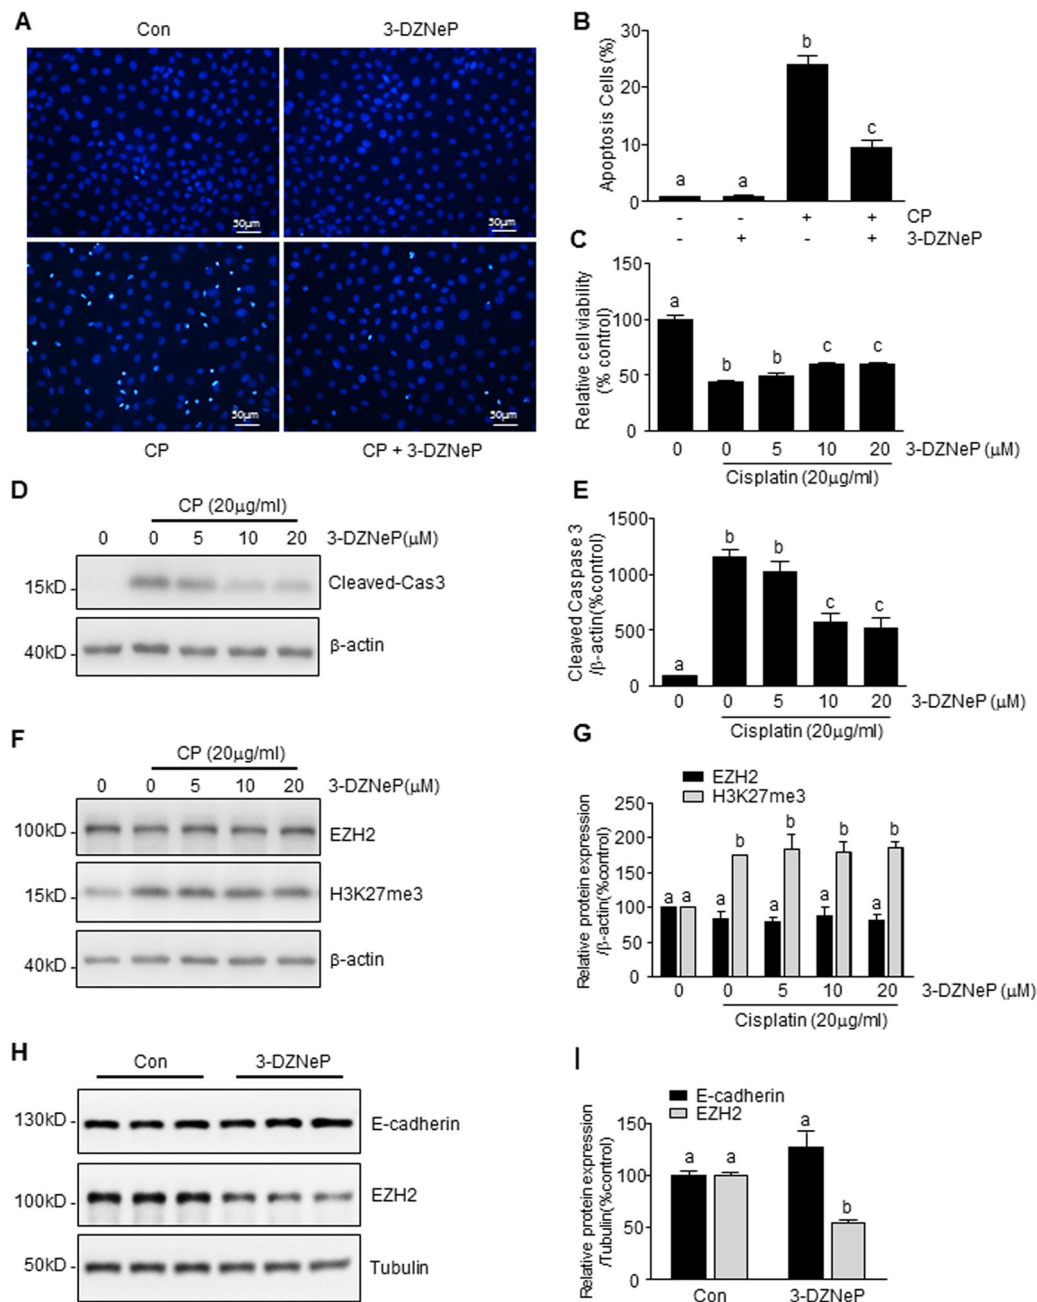 A
Con
3-DZNeP
50µm
50µm
50µm
50µm
CP
CP + 3-DZNeP
B
Apoptosis Cells (%)
30
20
10
0
a
a
b
c
- - + + CP
- + - + 3-DZNeP
C
Relative cell viability
(% control)
150
100
50
0
a
b
b
c
c
0 0 5 10 20 3-DZNeP (µM)
Cisplatin (20µg/ml)
D
CP (20µg/ml)
0 0 5 10 20 3-DZNeP(µM)
15kD
Cleaved-Cas3
40kD
β-actin
E
Cleaved Caspase 3
/β-actin(%control)
1500
1000
500
0
a
b
b
c
c
0 0 5 10 20 3-DZNeP (µM)
Cisplatin (20µg/ml)
F
CP (20µg/ml)
0 0 5 10 20 3-DZNeP(µM)
100kD
EZH2
15kD
H3K27me3
40kD
β-actin
G
EZH2
H3K27me3
Relative protein expression
/β-actin(%control)
250
200
150
100
50
0
a a
a b
a b
a b
a b
0 0 5 10 20 3-DZNeP (µM)
Cisplatin (20µg/ml)
H
Con 3-DZNeP
130kD
E-cadherin
100kD
EZH2
50kD
Tubulin
I
E-cadherin
EZH2
Relative protein expression
/Tubulin(%control)
150
100
50
0
a a
a b
Con 3-DZNeP